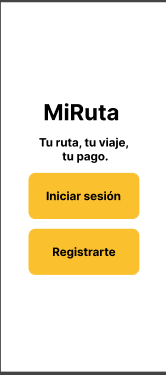 MiRuta
Tu ruta, tu viaje,
tu pago.
Iniciar sesión
Registrarte